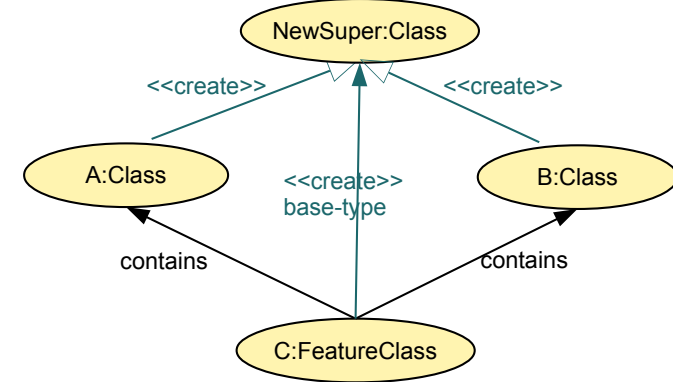 NewSuper:Class
<<create>>
<<create>>
A:Class
<<create>>
base-type
B:Class
contains
contains
C:FeatureClass